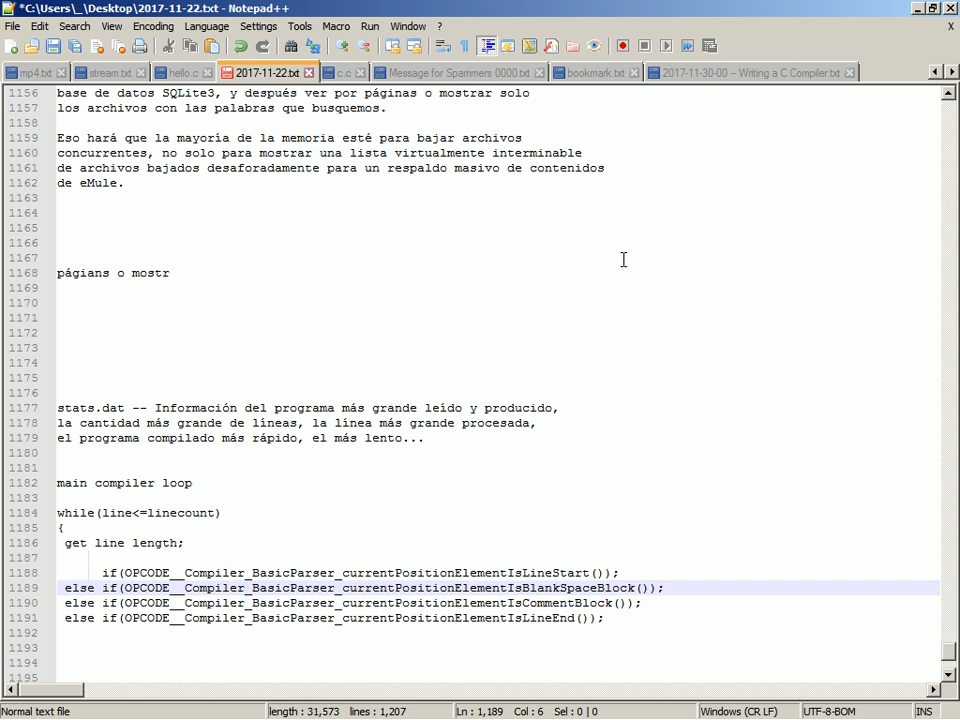 *C:\Users\_\Desktop\2017-11-22.txt - Notepad++
File Edit Search View Encoding Language Settings Tools Macro Run Window ? X
mp4.txt stream.txt hello.c 2017-11-22.txt c.c Message for Spammers 0000.txt bookmark.txt 2017-11-30-00 – Writing a C Compiler.txt
1156 base de datos SQLite3, y después ver por páginas o mostrar solo
1157 los archivos con las palabras que busquemos.
1158
1159 Eso hará que la mayoría de la memoria esté para bajar archivos
1160 concurrentes, no solo para mostrar una lista virtualmente interminable
1161 de archivos bajados desaforadamente para un respaldo masivo de contenidos
1162 de eMule.
1163
1164
1165
1166
1167
1168 págians o mostr
1169
1170
1171
1172
1173
1174
1175
1176
1177 stats.dat -- Información del programa más grande leído y producido,
1178 la cantidad más grande de líneas, la línea más grande procesada,
1179 el programa compilado más rápido, el más lento...
1180
1181
1182 main compiler loop
1183
1184 while(line<=linecount)
1185 {
1186 get line length;
1187
1188 if(OPCODE__Compiler_BasicParser_currentPositionElementIsLineStart());
1189 else if(OPCODE__Compiler_BasicParser_currentPositionElementIsBlankSpaceBlock());
1190 else if(OPCODE__Compiler_BasicParser_currentPositionElementIsCommentBlock());
1191 else if(OPCODE__Compiler_BasicParser_currentPositionElementIsLineEnd());
1192
1193
1194
1195
Normal text file length : 31,573 lines : 1,207 Ln : 1,189 Col : 6 Sel : 0 | 0 Windows (CR LF) UTF-8-BOM INS